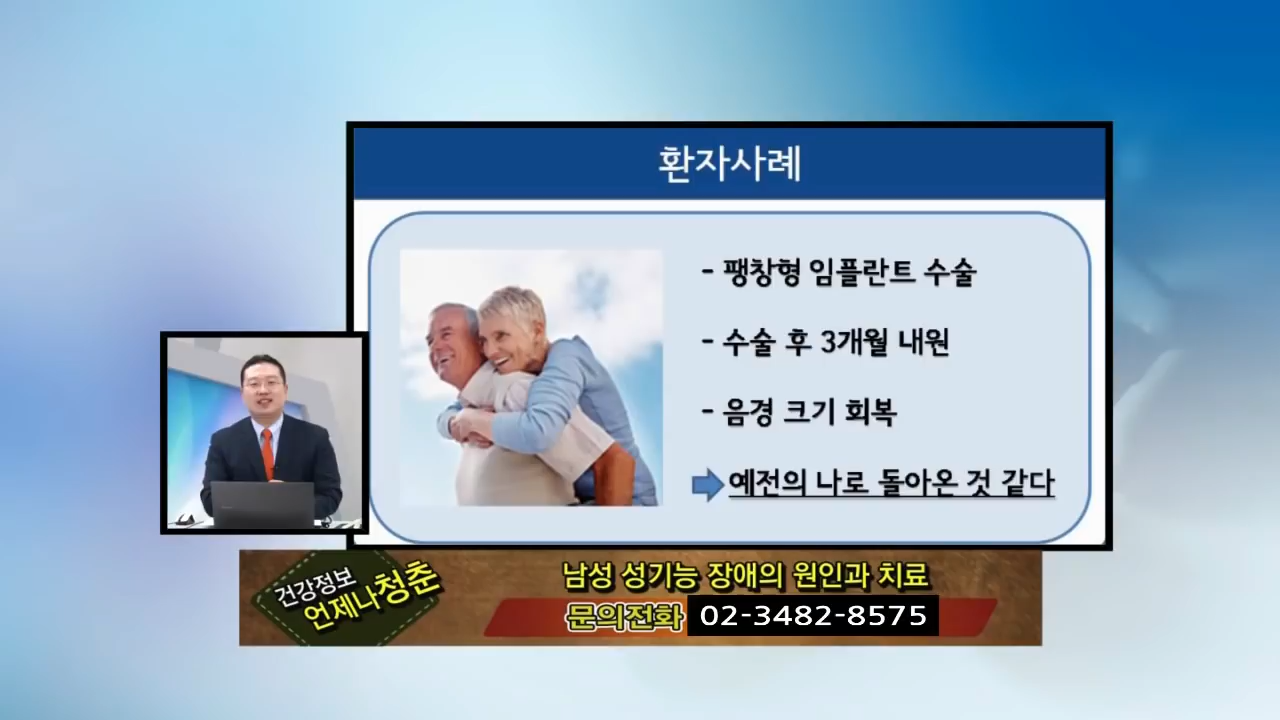 환자사례
- 팽창형 임플란트 수술
- 수술 후 3개월 내원
- 음경 크기 회복
예전의 나로 돌아온 것 같다
건강정보
언제나청춘
남성 성기능 장애의 원인과 치료
문의전화 02-3482-8575